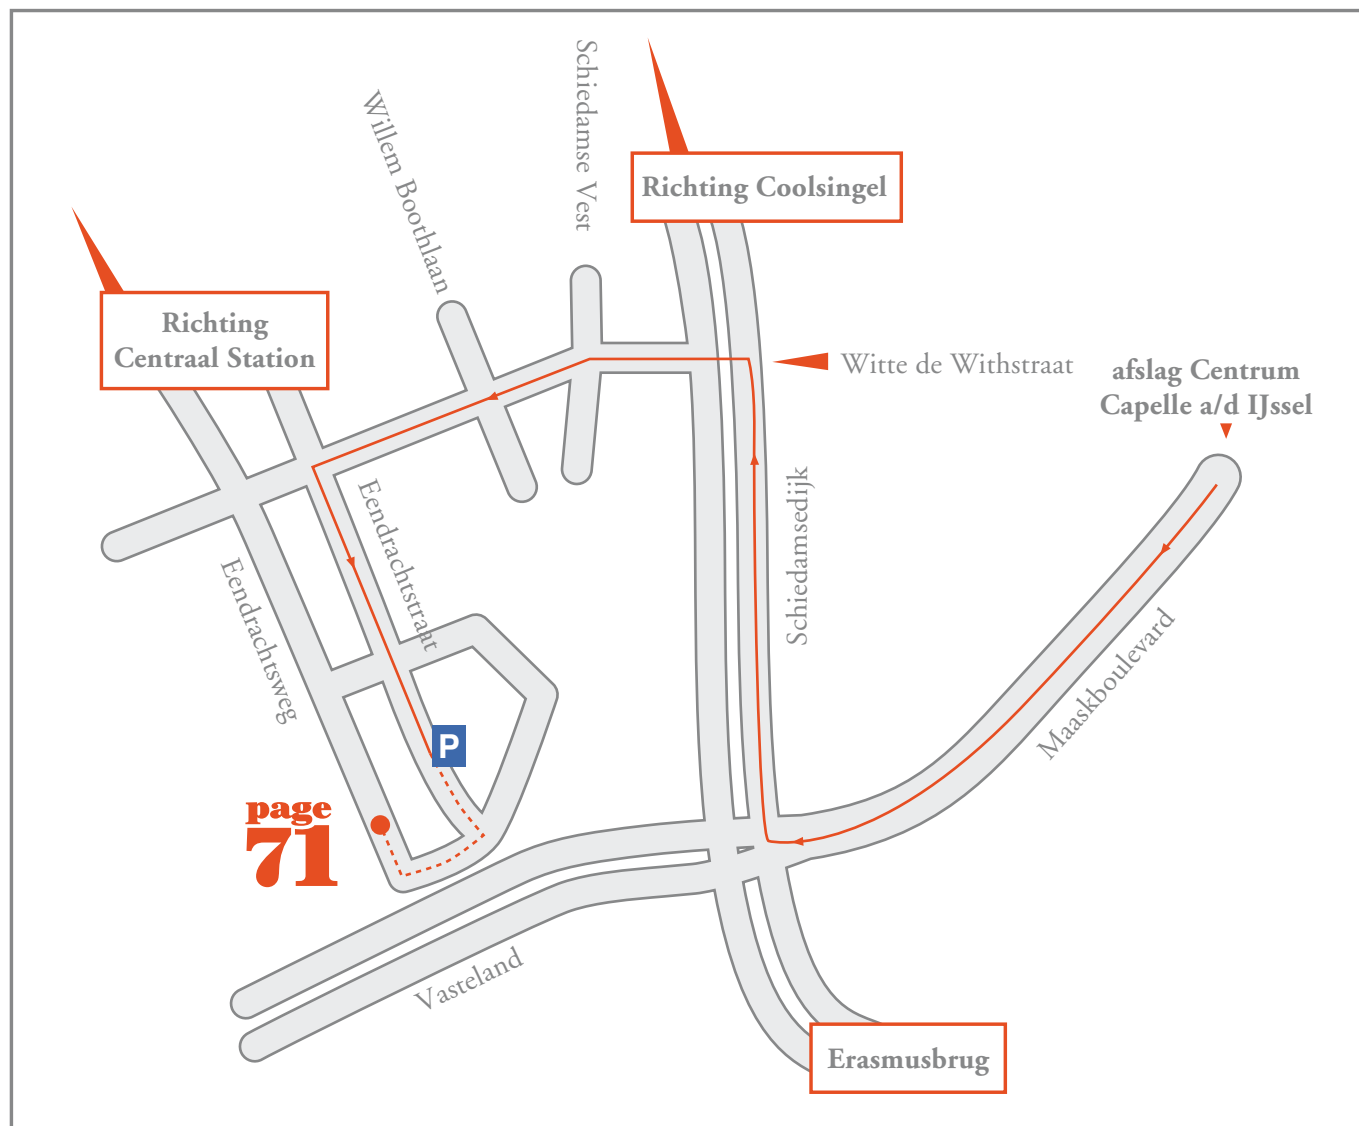 Schiedamse Vest
Willem Boothlaan
Richting Coolsingel
Richting
Centraal Station
Witte de Withstraat
afslag Centrum
Capelle a/d IJssel
Eendrachtstraat
Schiedamsedijk
Eendrachtsweg
Maaskboulevard
P
page
71
Vasteland
Erasmusbrug